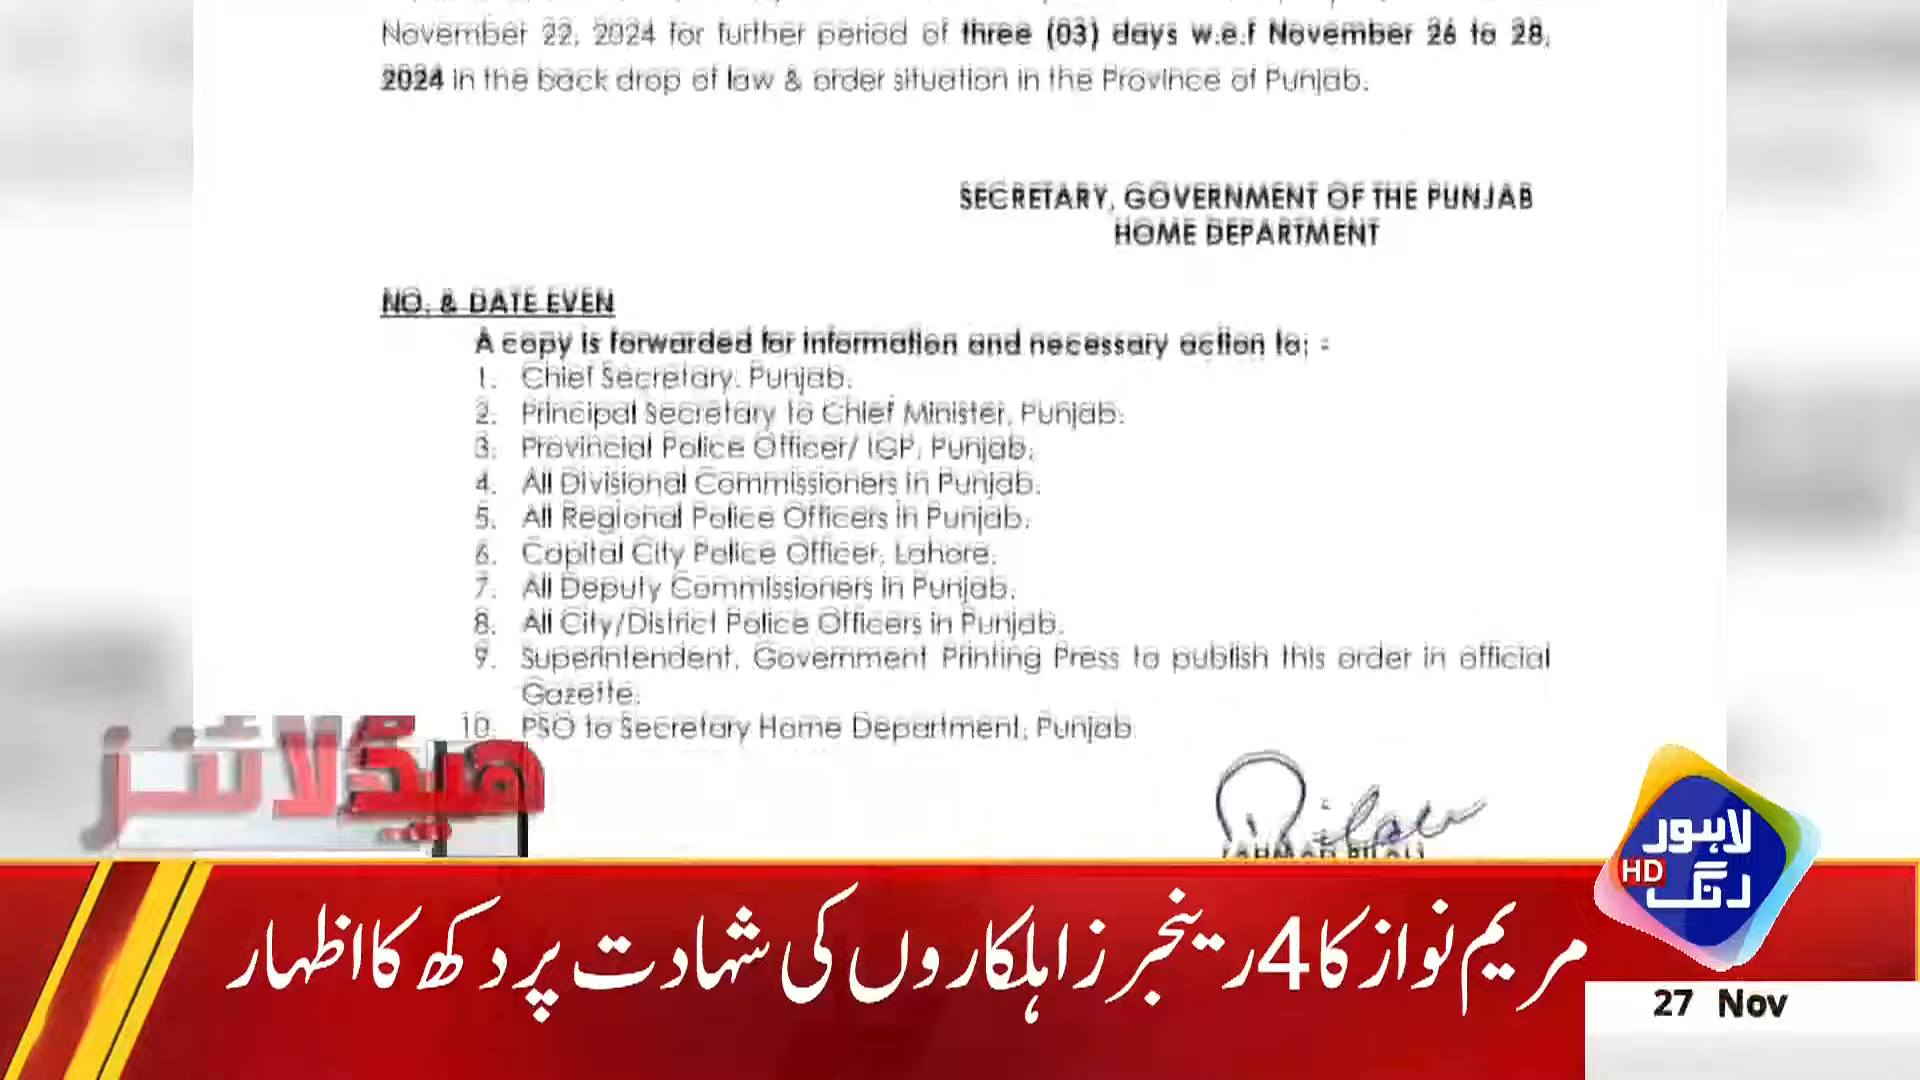 November 22, 2024 for further period of three (03) days w.e.f November 26 to 28,
2024 in the back drop of law & order situation in the Province of Punjab.
SECRETARY, GOVERNMENT OF THE PUNJAB
HOME DEPARTMENT
NO. & DATE EVEN
A copy is forwarded for information and necessary action to; -
1. Chief Secretary, Punjab.
2. Principal Secretary to Chief Minister, Punjab.
3. Provincial Police Officer/ IGP, Punjab.
4. All Divisional Commissioners in Punjab.
5. All Regional Police Officers in Punjab.
6. Capital City Police Officer, Lahore.
7. All Deputy Commissioners in Punjab.
8. All City/District Police Officers in Punjab.
9. Superintendent, Government Printing Press to publish this order in official
Gazette.
10. PSO to Secretary Home Department, Punjab
ہیڈلائنز
لاہور
HD
رنگ
مریم نواز کا 4 رینجرز اہلکاروں کی شہادت پر دکھ کا اظہار
27 Nov